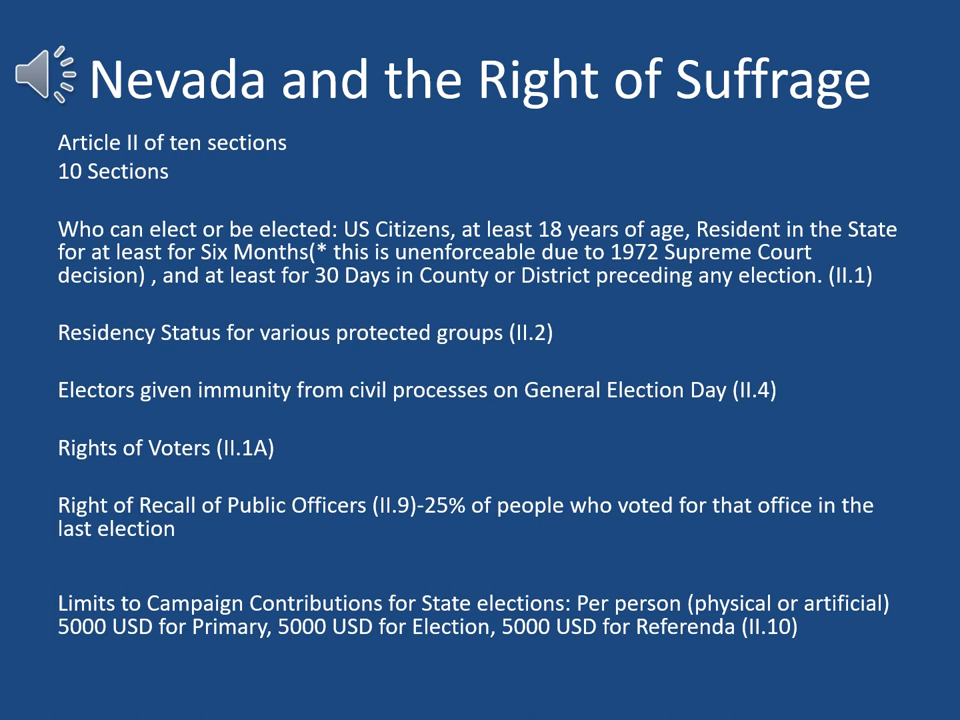 Nevada and the Right of Suffrage
Article II of ten sections
10 Sections
Who can elect or be elected: US Citizens, at least 18 years of age, Resident in the State
for at least for Six Months(* this is unenforceable due to 1972 Supreme Court
decision) , and at least for 30 Days in County or District preceding any election. (II.1)
Residency Status for various protected groups (II.2)
Electors given immunity from civil processes on General Election Day (II.4)
Rights of Voters (II.1A)
Right of Recall of Public Officers (II.9)-25% of people who voted for that office in the
last election
Limits to Campaign Contributions for State elections: Per person (physical or artificial)
5000 USD for Primary, 5000 USD for Election, 5000 USD for Referenda (II.10)